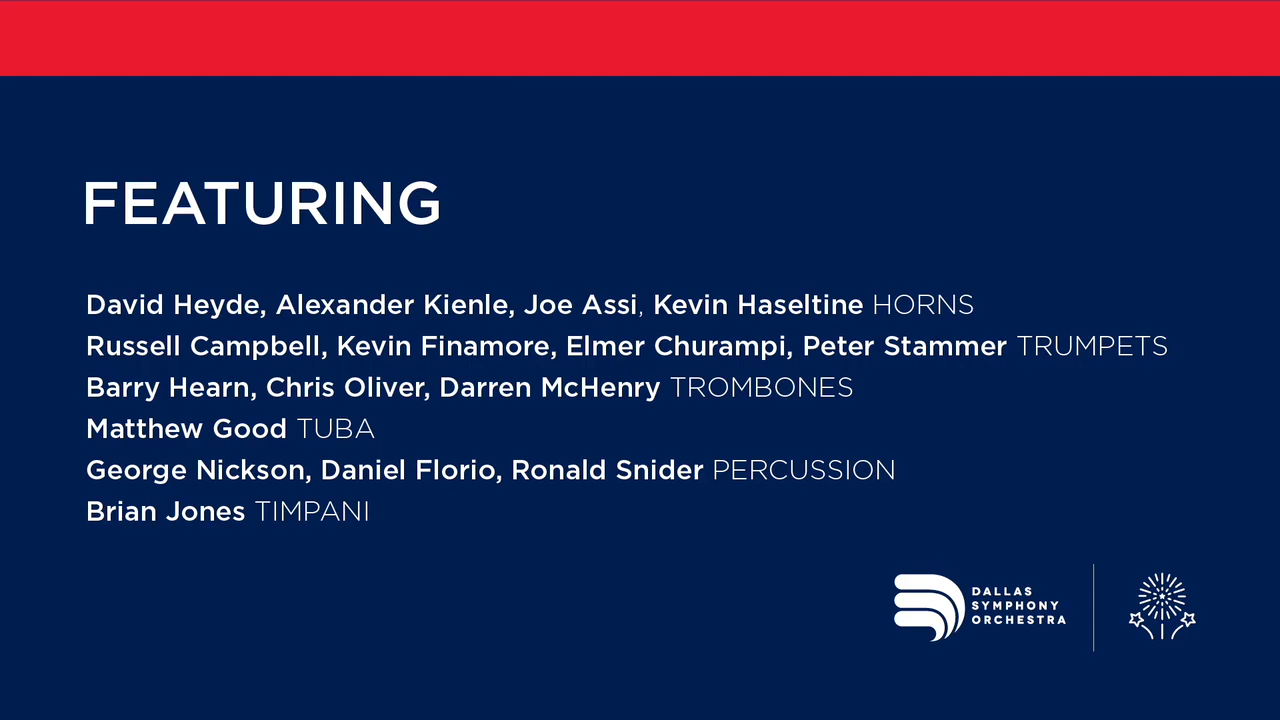 FEATURING
David Heyde, Alexander Kienle, Joe Assi, Kevin Haseltine HORNS
Russell Campbell, Kevin Finamore, Elmer Churampi, Peter Stammer TRUMPETS
Barry Hearn, Chris Oliver, Darren McHenry TROMBONES
Matthew Good TUBA
George Nickson, Daniel Florio, Ronald Snider PERCUSSION
Brian Jones TIMPANI
DALLAS
SYMPHONY
ORCHESTRA